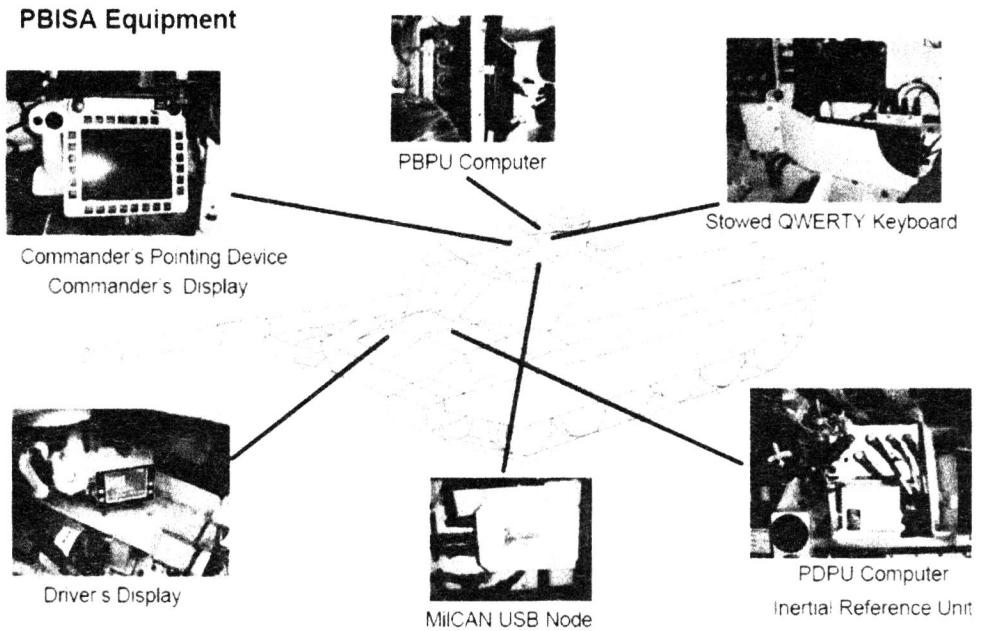 PBISA Equipment
PBPU Computer
Stowed QWERTY Keyboard
Commander's Pointing Device
Commander's Display
Driver's Display
MilCAN USB Node
PDPU Computer
Inertial Reference Unit